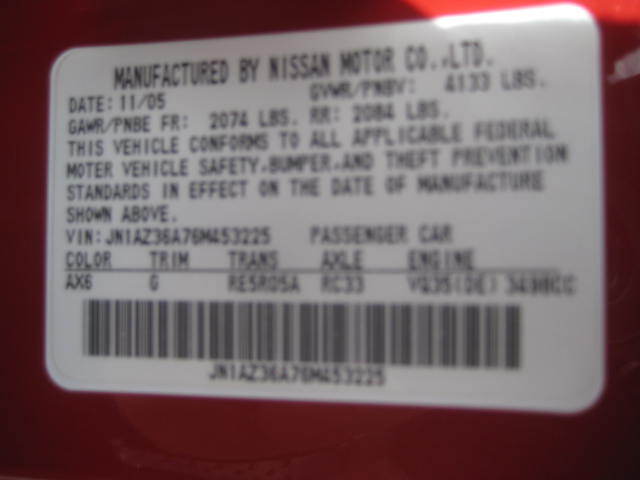 MANUFACTURED BY NISSAN MOTOR CO.,LTD.
DATE: 11/05 GVWR/PNBV: 4133 LBS.
GAWR/PNBE FR: 2074 LBS. RR: 2084 LBS.
THIS VEHICLE CONFORMS TO ALL APPLICABLE FEDERAL
MOTER VEHICLE SAFETY,BUMPER,AND THEFT PREVENTION
STANDARDS IN EFFECT ON THE DATE OF MANUFACTURE
SHOWN ABOVE.
VIN: JN1AZ36A76M453225 PASSENGER CAR
COLOR TRIM TRANS AXLE ENGINE
AX6 G RE5R05A RC33 VQ35(DE) 3498CC
JN1AZ36A76M453225